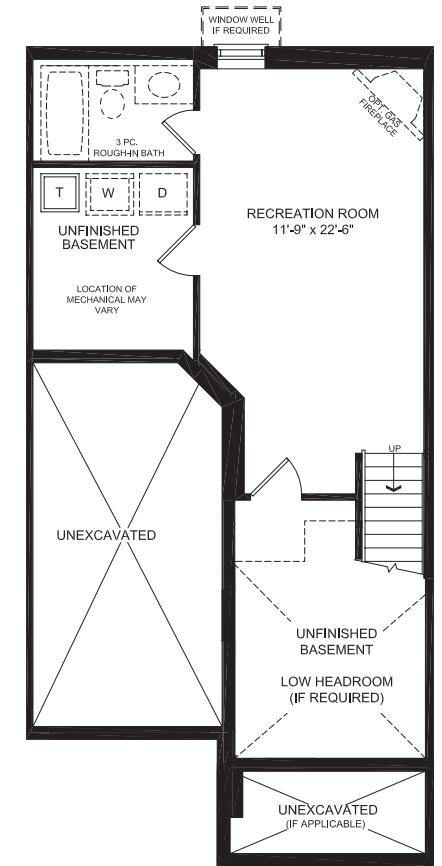 WINDOW WELL
IF REQUIRED
OPT. GAS
FIREPLACE
3 PC.
ROUGH-IN BATH
T
W
D
UNFINISHED
BASEMENT
LOCATION OF
MECHANICAL MAY
VARY
RECREATION ROOM
11'-9" x 22'-6"
UP
UNEXCAVATED
UNFINISHED
BASEMENT
LOW HEADROOM
(IF REQUIRED)
UNEXCAVATED
(IF APPLICABLE)